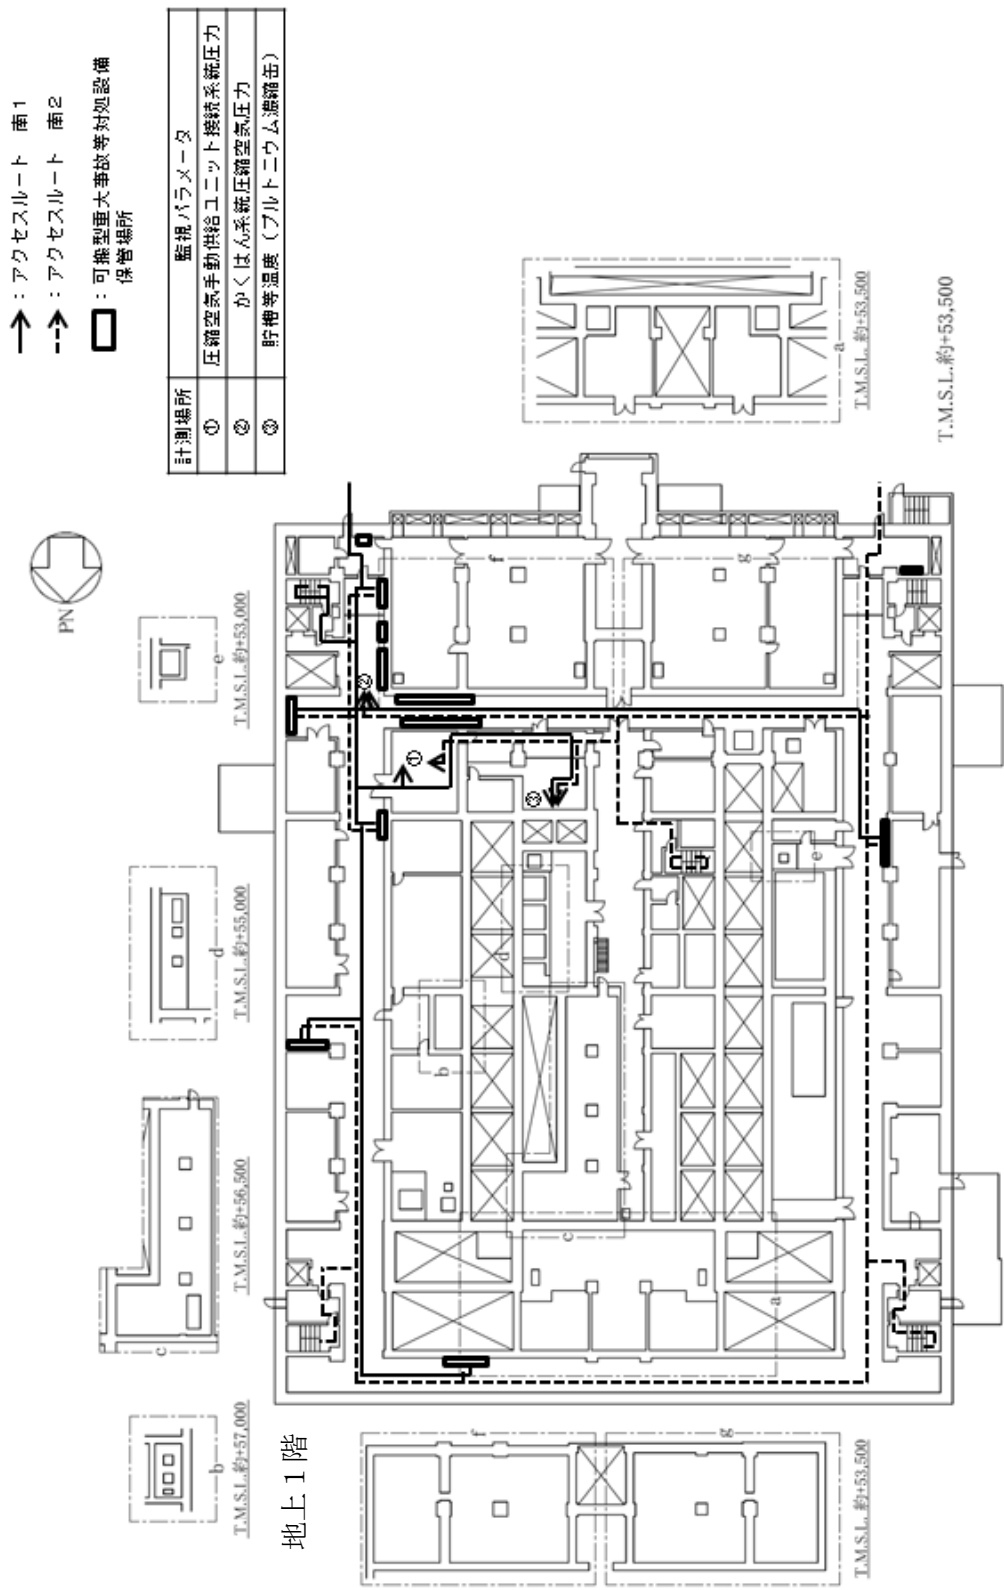 ：アクセスルート　南1
：アクセスルート　南2
：可搬型重大事故等対処設備
保管場所
計測場所　監視パラメータ
①　圧縮空気手動供給ユニット接続系統圧力
②　かくはん系統圧縮空気圧力
③　貯槽等温度（プルトニウム濃縮缶）
PN
b
T.M.S.L.約+57,000
c
T.M.S.L.約+56,500
d
T.M.S.L.約+55,000
e
T.M.S.L.約+53,000
地上1階
①
②
③
a
b
c
d
e
f
g
f
g
T.M.S.L.約+53,500
a
T.M.S.L.約+53,500
T.M.S.L.約+53,500